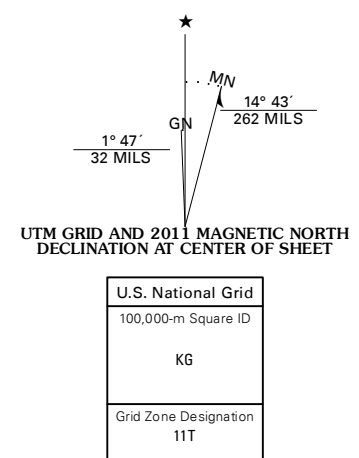 ★
MN
14° 43´
262 MILS
GN
1° 47´
32 MILS
UTM GRID AND 2011 MAGNETIC NORTH
DECLINATION AT CENTER OF SHEET
U.S. National Grid
100,000-m Square ID
KG
Grid Zone Designation
11T